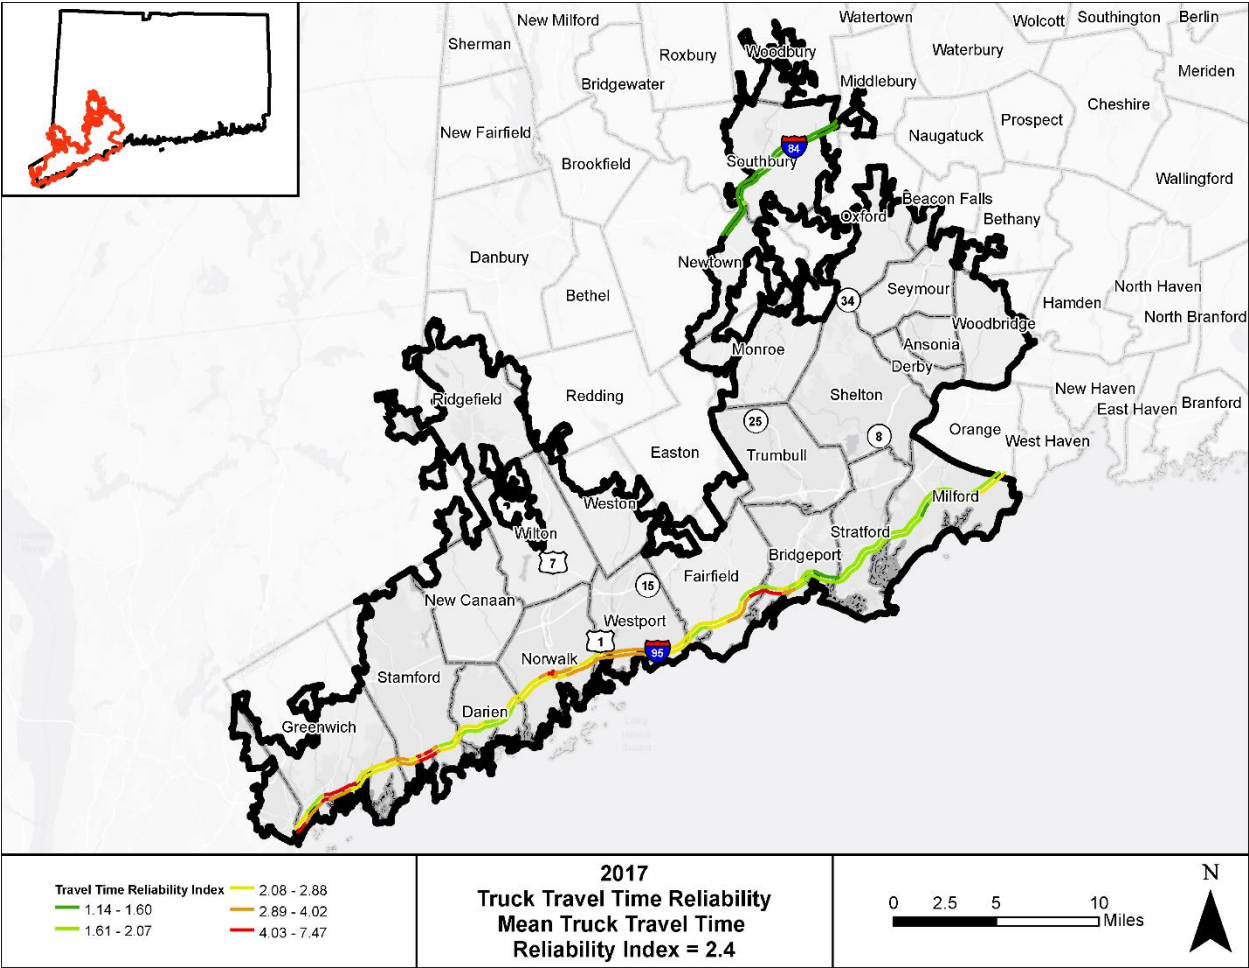 New Milford
Watertown
Wolcott
Southington
Berlin
Sherman
Roxbury
Woodbury
Waterbury
Meriden
Bridgewater
Middlebury
Cheshire
New Fairfield
Prospect
Naugatuck
84
Brookfield
Southbury
Wallingford
Beacon Falls
Oxford
Bethany
Danbury
Newtown
Seymour
North Haven
Bethel
34
Hamden
North Branford
Woodbridge
Monroe
Ansonia
Derby
Ridgefield
Redding
Shelton
New Haven
East Haven
Branford
25
8
Orange
West Haven
Easton
Trumbull
Milford
Weston
Wilton
Stratford
7
Bridgeport
15
Fairfield
New Canaan
Westport
1
95
Norwalk
Stamford
Darien
Greenwich
Long
Island
Sound
Travel Time Reliability Index
1.14 - 1.60
1.61 - 2.07
2.08 - 2.88
2.89 - 4.02
4.03 - 7.47
2017
Truck Travel Time Reliability
Mean Truck Travel Time
Reliability Index = 2.4
0 2.5 5 10
Miles
N